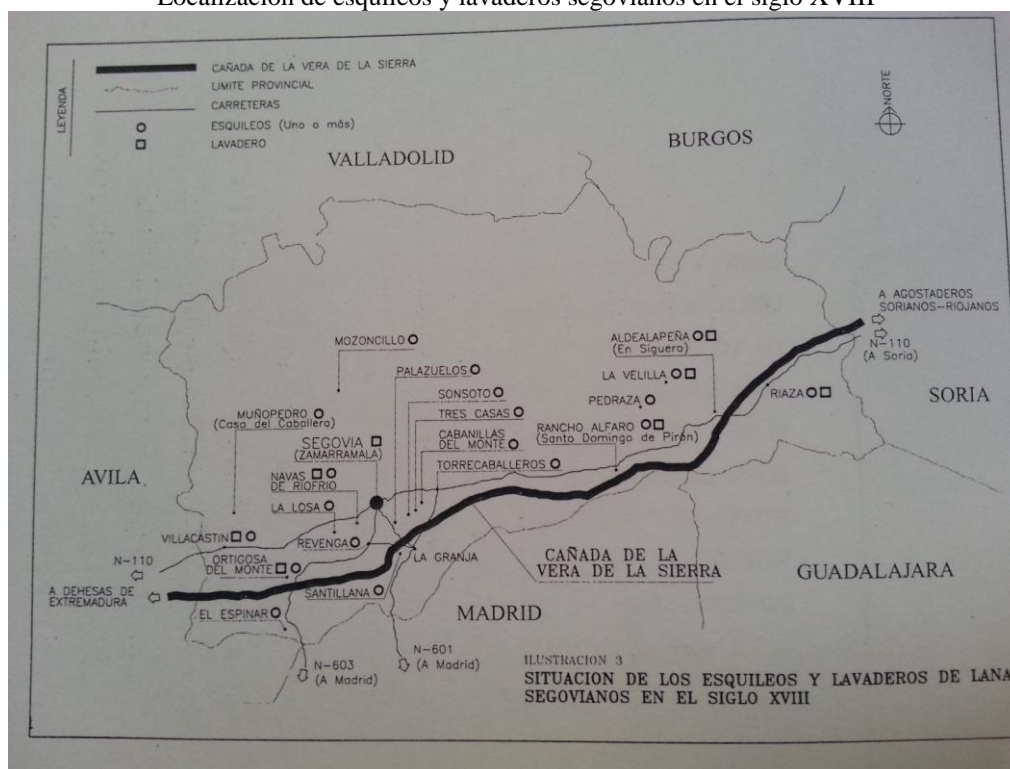 Localización de esquileos y lavaderos segovianos en el siglo XVIII
LEYENDA
CAÑADA DE LA VERA DE LA SIERRA
LIMITE PROVINCIAL
CARRETERAS
ESQUILEOS (Uno o más)
LAVADERO
NORTE
VALLADOLID
BURGOS
A AGOSTADEROS
SORIANOS-RIOJANOS
N-110
(A Soria)
SORIA
MOZONCILLO
ALDEALAPEÑA
(En Siguero)
PALAZUELOS
LA VELILLA
SONSOTO
PEDRAZA
RIAZA
MUÑOPEDRO
(Casa del Caballero)
TRES CASAS
RANCHO ALFARO
(Santo Domingo de Pirón)
SEGOVIA
(ZAMARRAMALA)
CABANILLAS
DEL MONTE
AVILA
NAVAS
DE RIOFRIO
TORRECABALLEROS
LA LOSA
VILLACASTIN
REVENGA
LA GRANJA
N-110
ORTIGOSA
DEL MONTE
CAÑADA DE LA
VERA DE LA SIERRA
GUADALAJARA
A DEHESAS DE
EXTREMADURA
SANTILLANA
EL ESPINAR
MADRID
N-603
(A Madrid)
N-601
(A Madrid)
ILUSTRACION 3
SITUACION DE LOS ESQUILEOS Y LAVADEROS DE LANA
SEGOVIANOS EN EL SIGLO XVIII